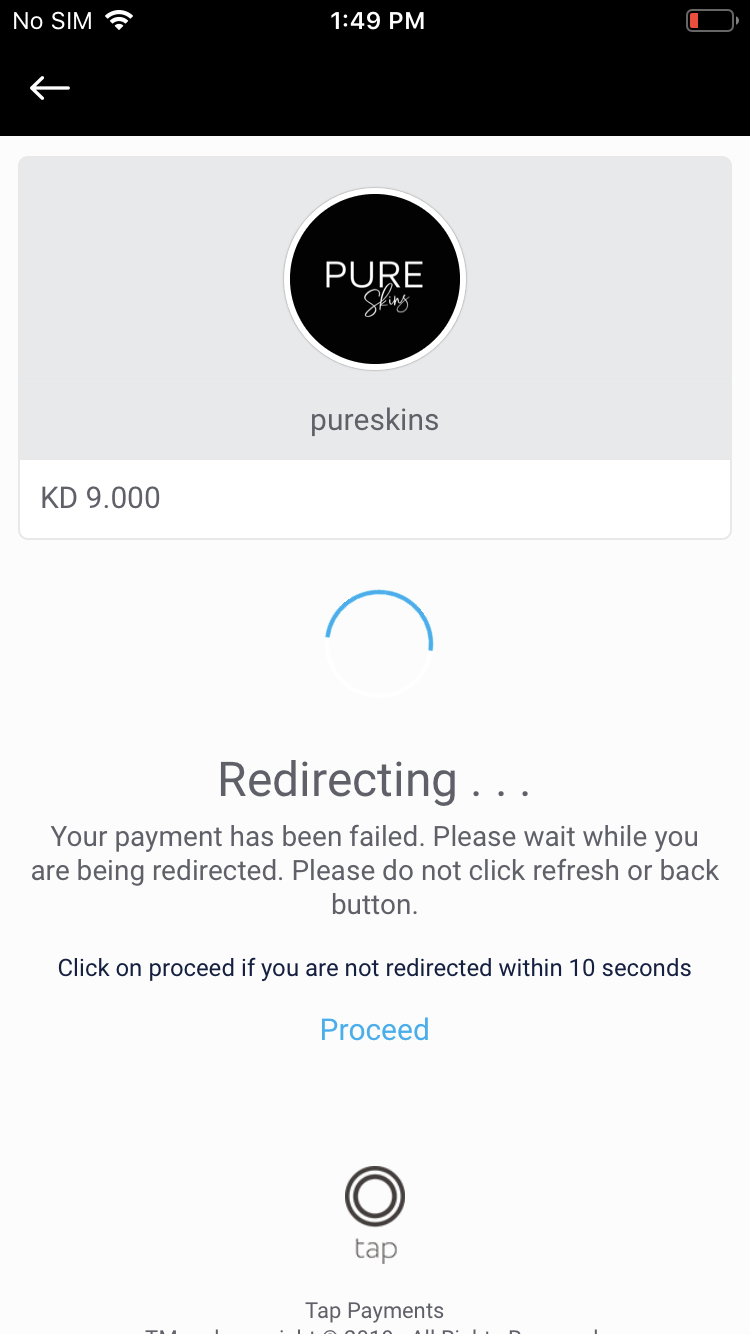 No SIM 1:49 PM
PURE
Skins
pureskins
KD 9.000
Redirecting . . .
Your payment has been failed. Please wait while you
are being redirected. Please do not click refresh or back
button.
Click on proceed if you are not redirected within 10 seconds
Proceed
tap
Tap Payments